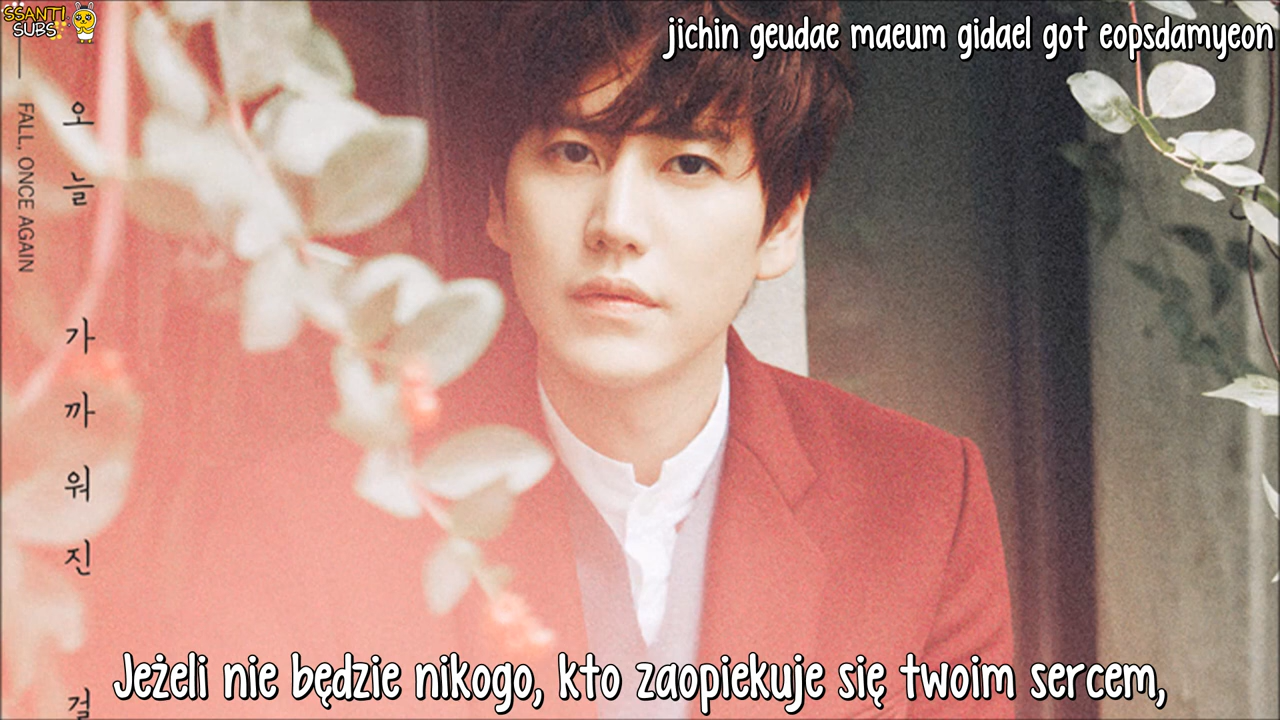 SSANTI
SUBS
jichin geudae maeum gidael got eopsdamyeon
오늘 가까워진 걸
FALL, ONCE AGAIN
Jeżeli nie będzie nikogo, kto zaopiekuje się twoim sercem,